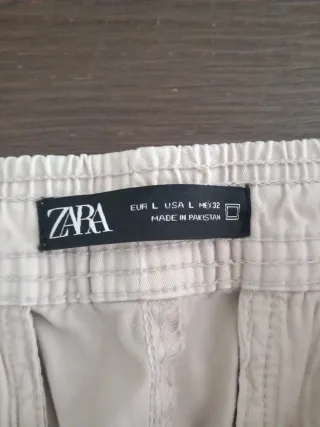 ZARA
EUR L USA L MEX 32
MADE IN PAKISTAN